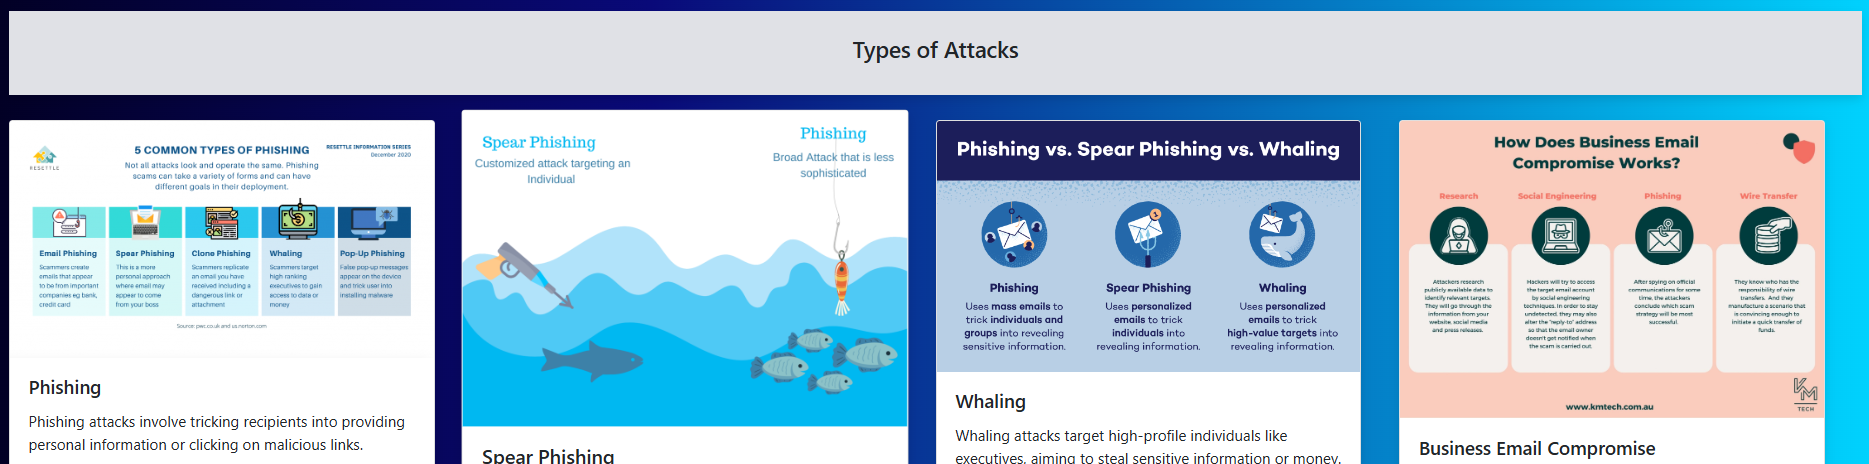 Types of Attacks
RESETTLE
5 COMMON TYPES OF PHISHING
RESETTLE INFORMATION SERIES
December 2020
Not all attacks look and operate the same. Phishing
scams can take a variety of forms and can have
different goals in their deployment.
Email Phishing
Scammers create
emails that appear
to be from important
companies eg bank,
credit card
Spear Phishing
This is a more
personal approach
where email may
appear to come
from your boss
Clone Phishing
Scammers replicate
an email you have
received including a
dangerous link or
attachment
Whaling
Scammers target
high ranking
executives to gain
access to data or
money
Pop-Up Phishing
False pop-up messages
appear on the device
and trick user into
installing malware
Source: pwc.co.uk and us.norton.com
Phishing
Phishing attacks involve tricking recipients into providing
personal information or clicking on malicious links.
Spear Phishing
Customized attack targeting an
Individual
Phishing
Broad Attack that is less
sophisticated
Spear Phishing
Phishing vs. Spear Phishing vs. Whaling
Phishing
Uses mass emails to
trick individuals and
groups into revealing
sensitive information.
Spear Phishing
Uses personalized
emails to trick
individuals into
revealing information.
Whaling
Uses personalized
emails to trick
high-value targets into
revealing information.
Whaling
Whaling attacks target high-profile individuals like
executives, aiming to steal sensitive information or money.
How Does Business Email
Compromise Works?
Research
Attackers research
publicly available data to
identify relevant targets.
They will go through the
information from your
website, social media
and press releases.
Social Engineering
Hackers will try to access
the target email account
by social engineering
techniques. In order to stay
undetected, they may also
alter the 'reply-to' address
so that the email owner
doesn't get notified when
the scam is carried out.
Phishing
After spying on official
communications for some
time, the attackers
conclude which scam
strategy will be most
successful.
Wire Transfer
They know who has the
responsibility of wire
transfers. And they
manufacture a scenario that
is convincing enough to
initiate a quick transfer of
funds.
www.kmtech.com.au
KM
TECH
Business Email Compromise